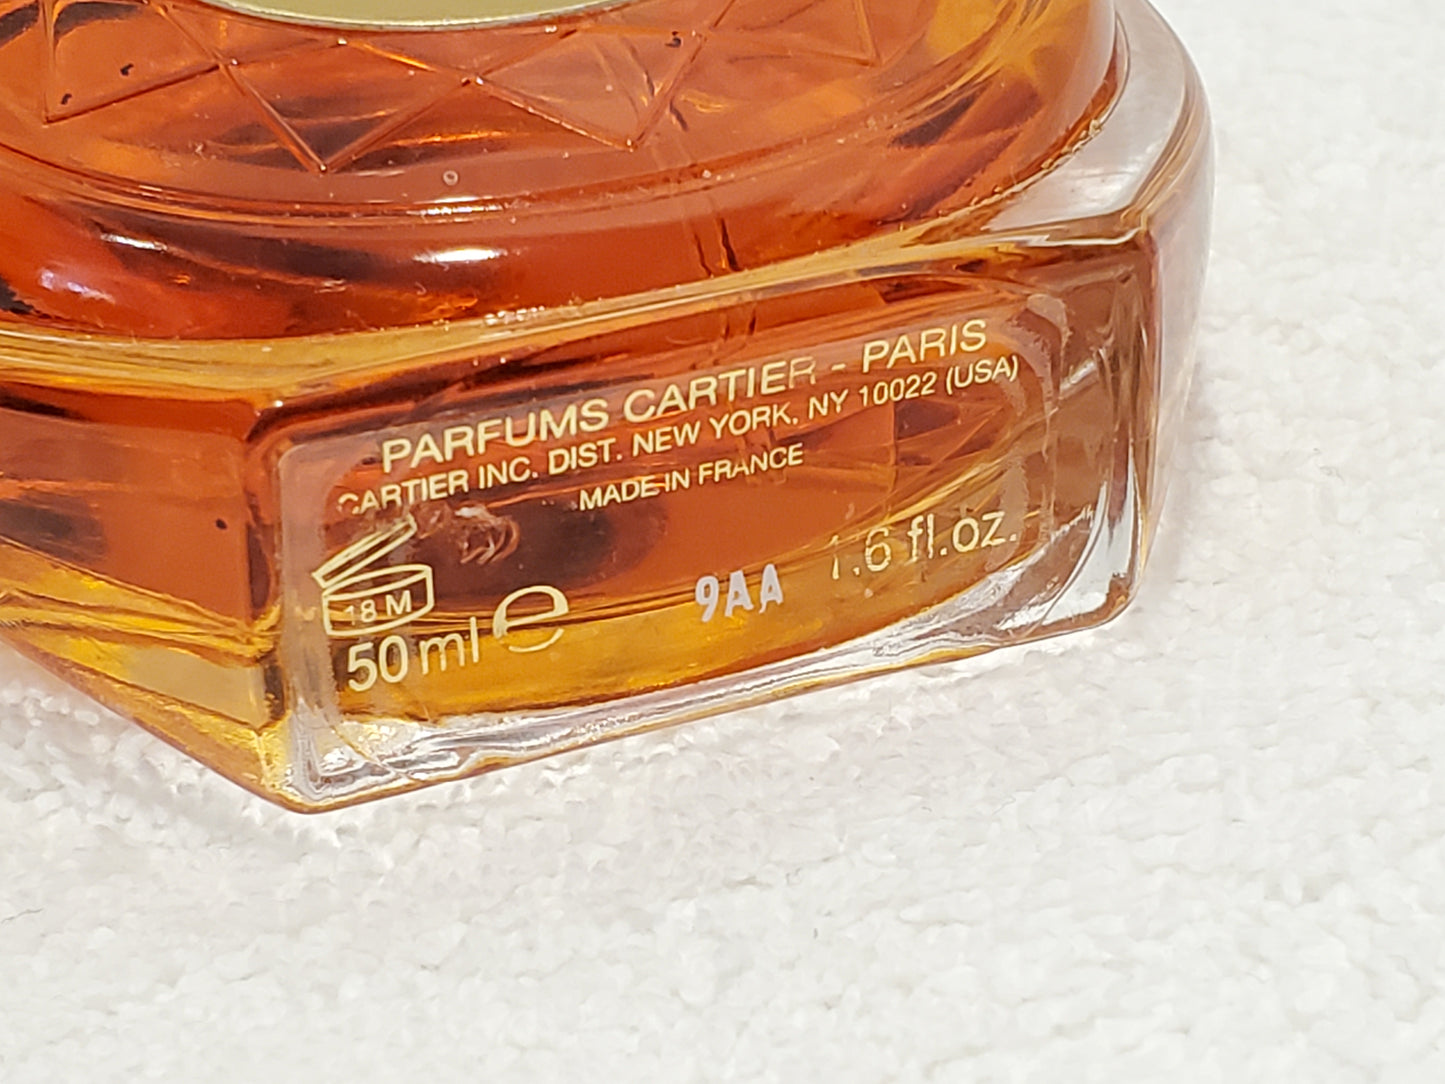 PARFUMS CARTIER - PARIS
CARTIER INC. DIST. NEW YORK, NY 10022 (USA)
MADE IN FRANCE
18 M
50 ml e
9AA
1.6 fl.oz.